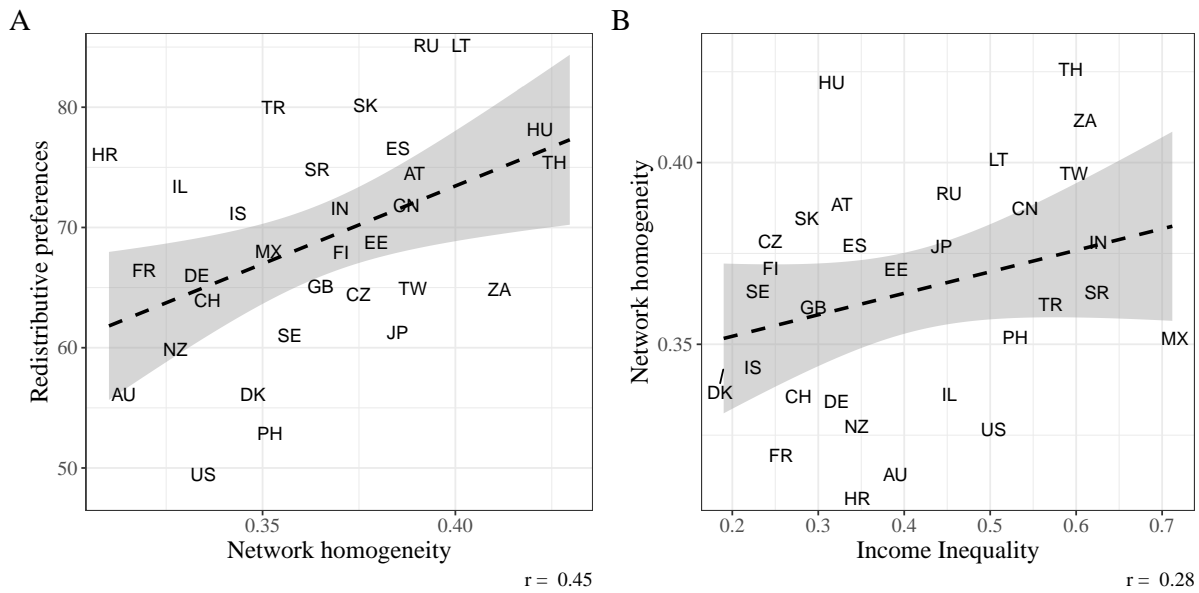 A
Redistributive preferences
80
70
60
50
RU LT
TR SK
HU
HR ES TH
SR AT
IL
IS IN CN
MX FI EE
FR DE
CH GB CZ TW ZA
SE JP
NZ
AU DK
PH
US
0.35 0.40
Network homogeneity
r = 0.45
B
Network homogeneity
0.40
0.35
TH
HU
ZA
LT
TW
RU
SK AT CN
CZ ES JP IN
FI EE
SE SR
GB TR
PH MX
IS
DK CH DE IL
NZ US
FR
AU
HR
0.2 0.3 0.4 0.5 0.6 0.7
Income Inequality
r = 0.28